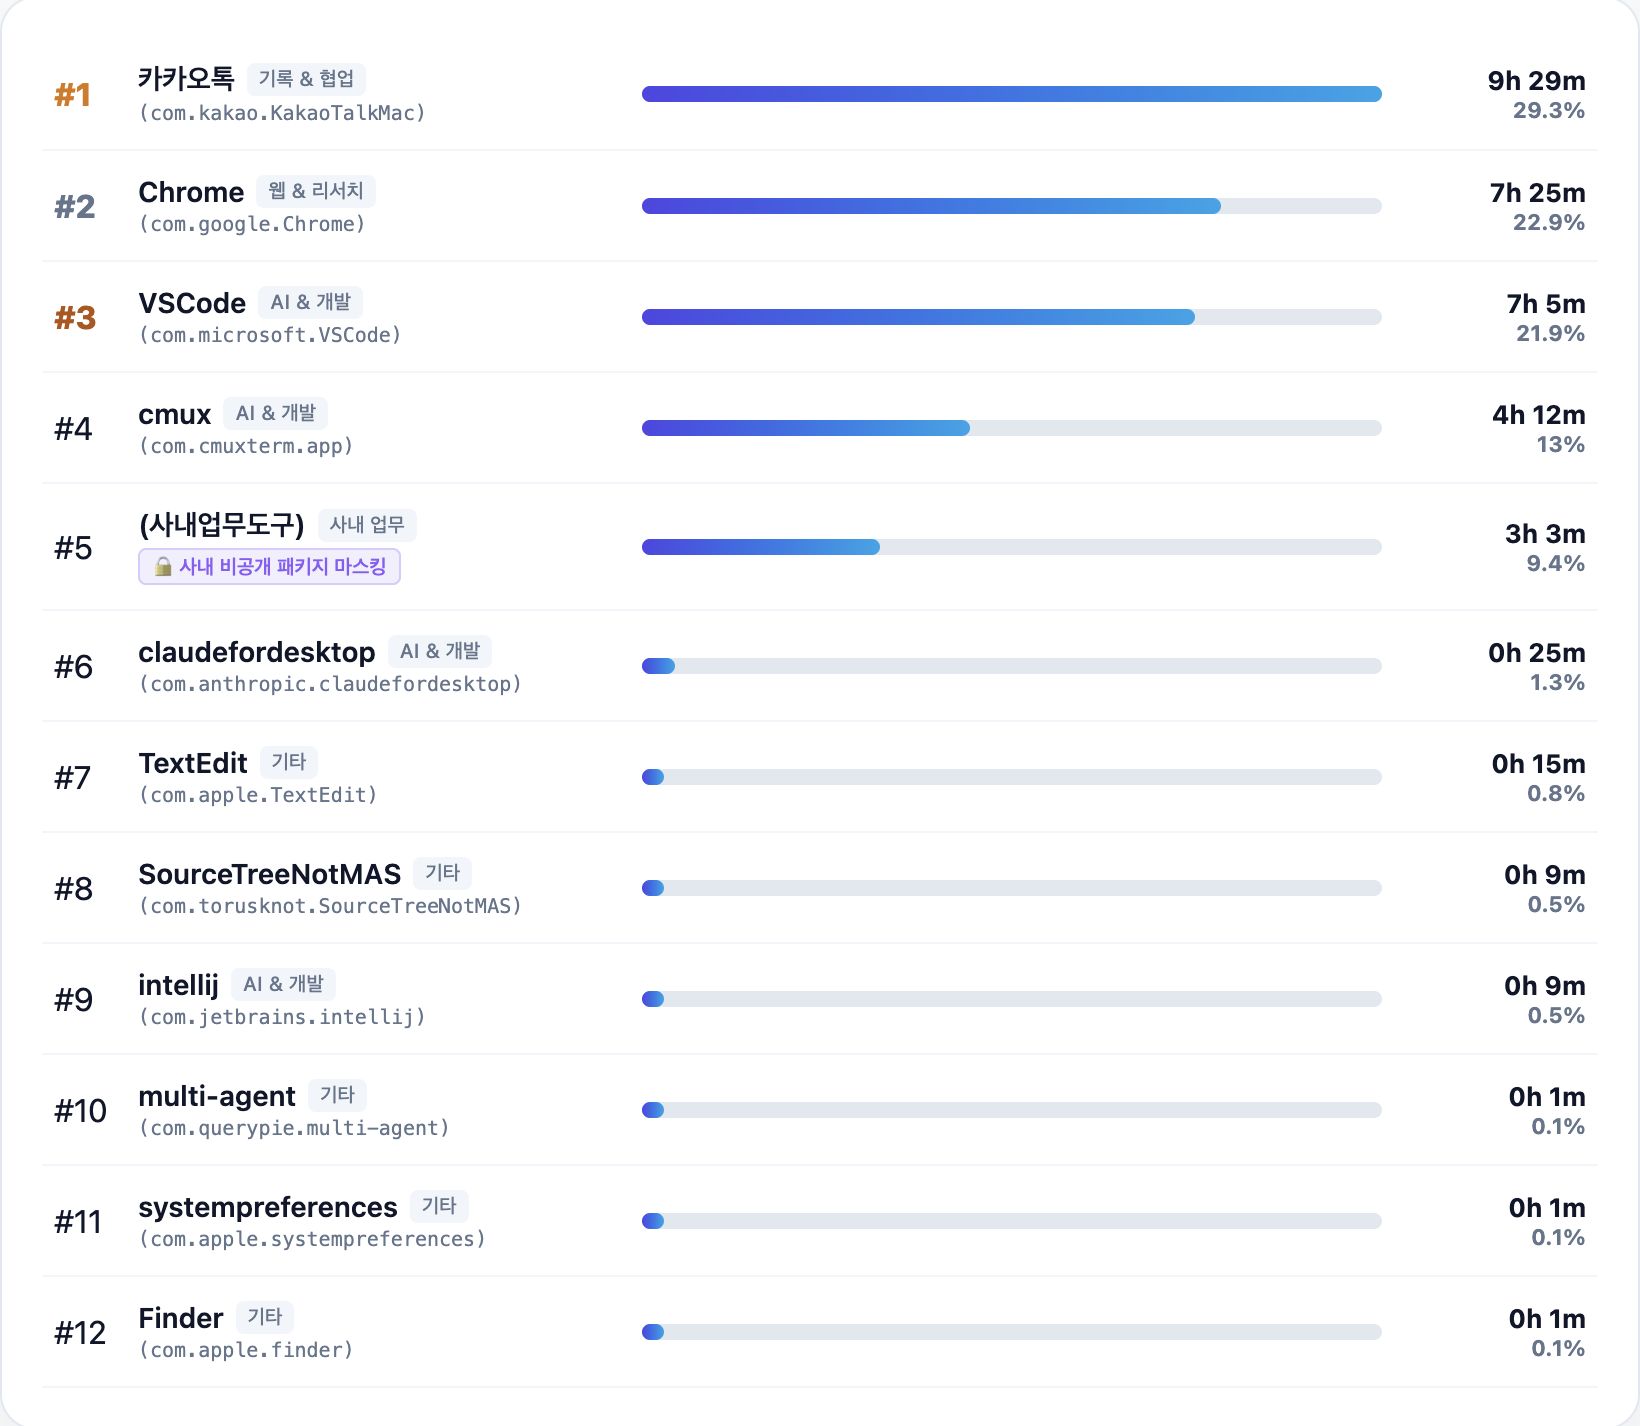 #1
카카오톡 기록 & 협업
(com.kakao.KakaoTalkMac)
9h 29m
29.3%
#2
Chrome 웹 & 리서치
(com.google.Chrome)
7h 25m
22.9%
#3
VSCode AI & 개발
(com.microsoft.VSCode)
7h 5m
21.9%
#4
cmux AI & 개발
(com.cmuxterm.app)
4h 12m
13%
#5
(사내업무도구) 사내 업무
🔒 사내 비공개 패키지 마스킹
3h 3m
9.4%
#6
claudefordesktop AI & 개발
(com.anthropic.claudefordesktop)
0h 25m
1.3%
#7
TextEdit 기타
(com.apple.TextEdit)
0h 15m
0.8%
#8
SourceTreeNotMAS 기타
(com.torusknot.SourceTreeNotMAS)
0h 9m
0.5%
#9
intellij AI & 개발
(com.jetbrains.intellij)
0h 9m
0.5%
#10
multi-agent 기타
(com.querypie.multi-agent)
0h 1m
0.1%
#11
systempreferences 기타
(com.apple.systempreferences)
0h 1m
0.1%
#12
Finder 기타
(com.apple.finder)
0h 1m
0.1%